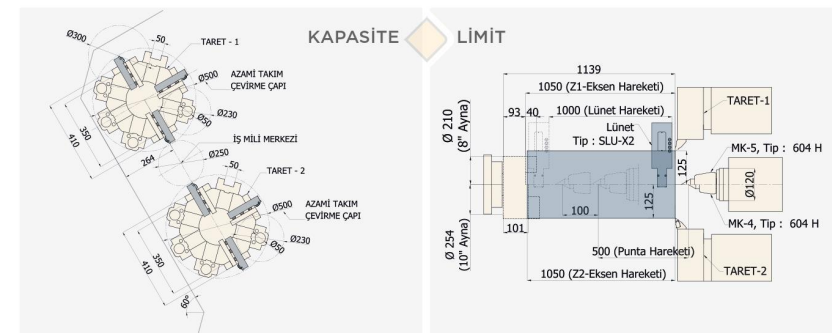 KAPASİTE LİMİT
Ø300
50
TARET - 1
Ø500
AZAMİ TAKIM
ÇEVİRME ÇAPI
Ø230
Ø50
350
410
İŞ MİLİ MERKEZİ
264
Ø250
50
TARET - 2
Ø500
AZAMİ TAKIM
ÇEVİRME ÇAPI
Ø230
Ø50
350
410
60°
1139
1050 (Z1-Eksen Hareketi)
93
40
1000 (Lünet Hareketi)
Lünet
Tip : SLU-X2
TARET-1
Ø 210
(8" Ayna)
MK-5, Tip : 604 H
125
Ø120
125
100
MK-4, Tip : 604 H
Ø 254
(10" Ayna)
101
500 (Punta Hareketi)
1050 (Z2-Eksen Hareketi)
TARET-2